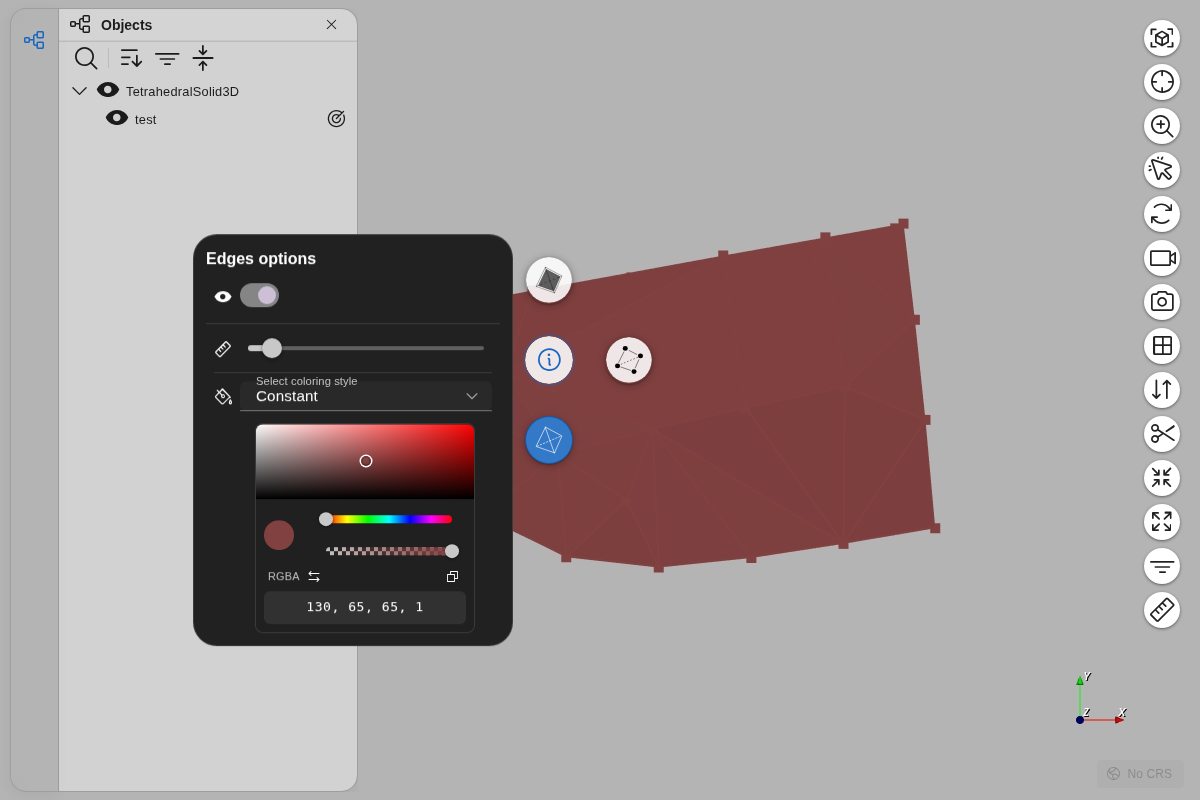 Objects
TetrahedralSolid3D
test
Edges options
Select coloring style
Constant
RGBA
130, 65, 65, 1
Y
Z
X
No CRS